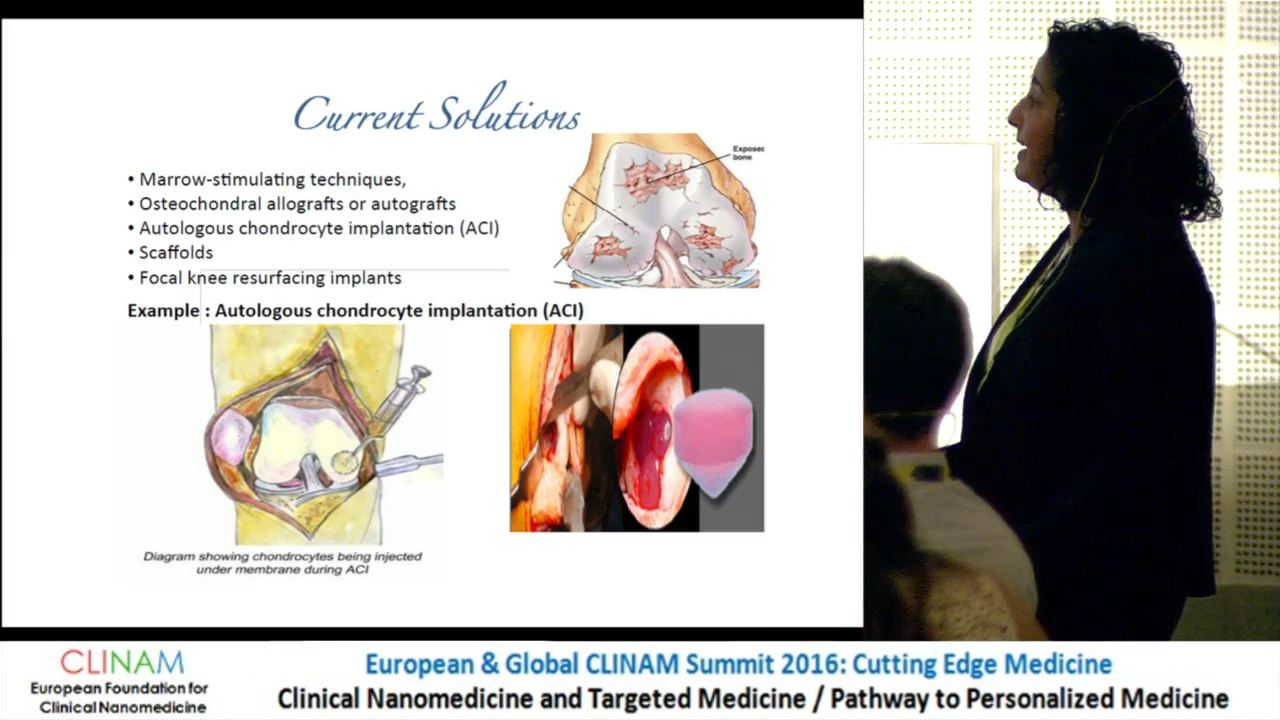 Current Solutions
• Marrow-stimulating techniques,
• Osteochondral allografts or autografts
• Autologous chondrocyte implantation (ACI)
• Scaffolds
• Focal knee resurfacing implants
Exposed
bone
Example : Autologous chondrocyte implantation (ACI)
Diagram showing chondrocytes being injected
under membrane during ACI
CLINAM
European Foundation for
Clinical Nanomedicine
European & Global CLINAM Summit 2016: Cutting Edge Medicine
Clinical Nanomedicine and Targeted Medicine / Pathway to Personalized Medicine